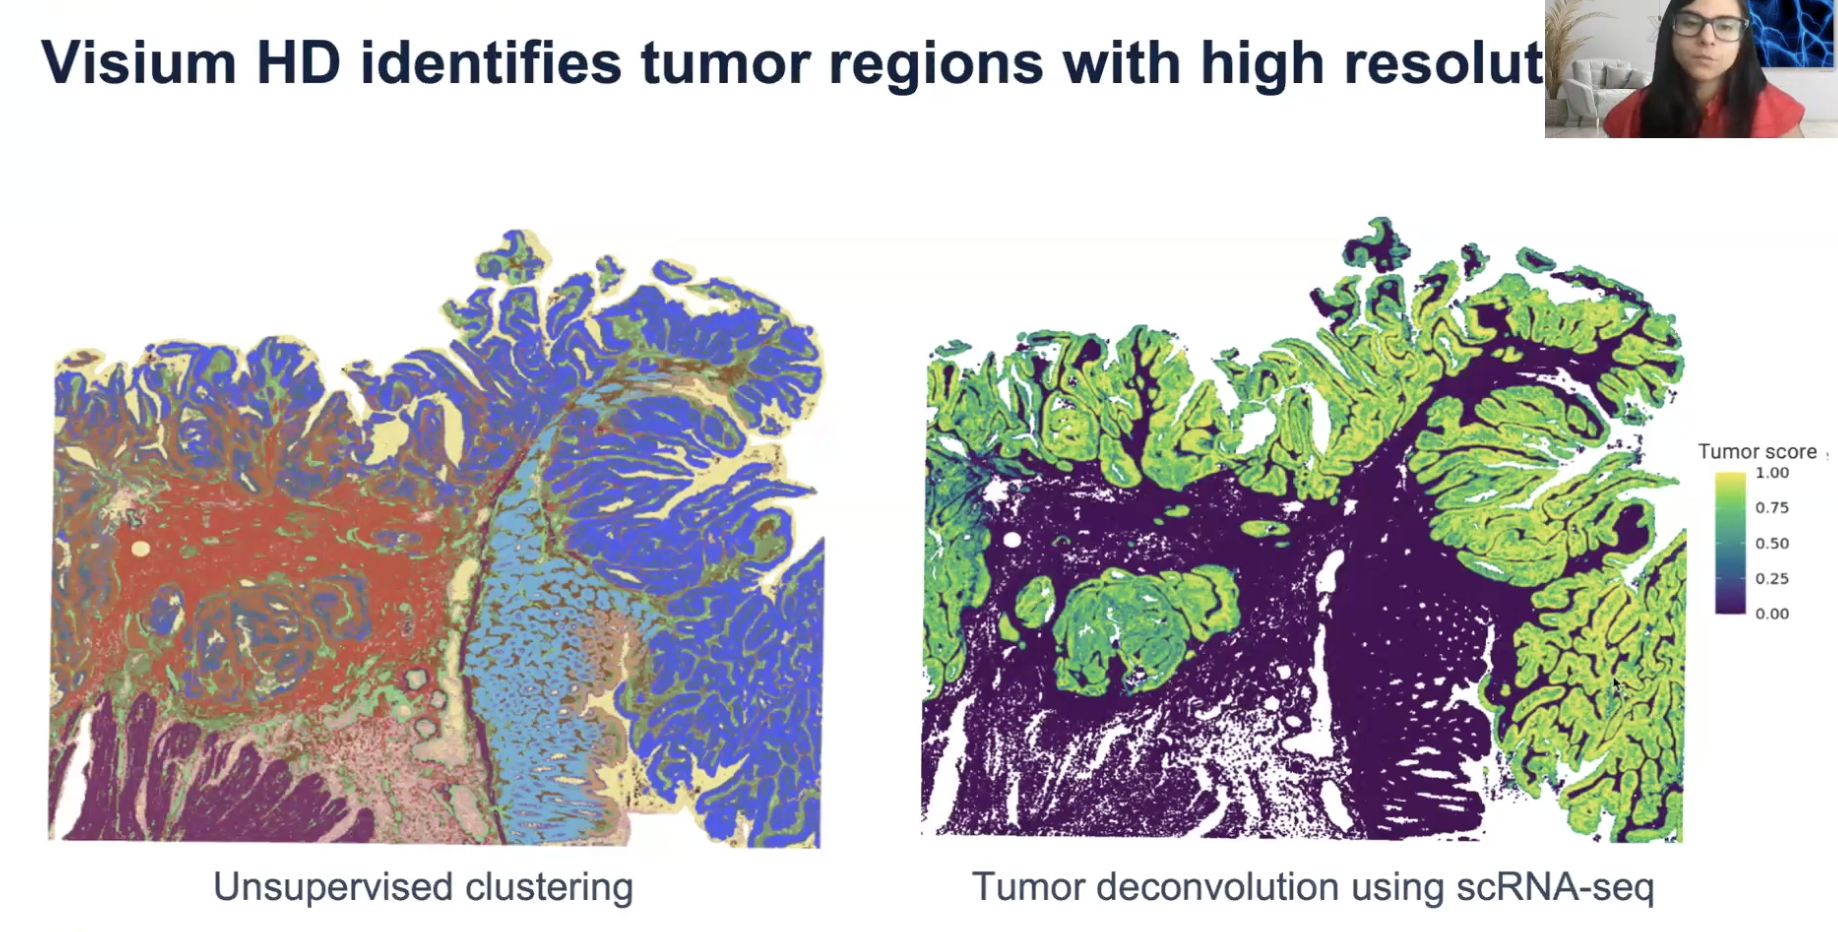 Visium HD identifies tumor regions with high resolut
Tumor score
1.00
0.75
0.50
0.25
0.00
Unsupervised clustering
Tumor deconvolution using scRNA-seq